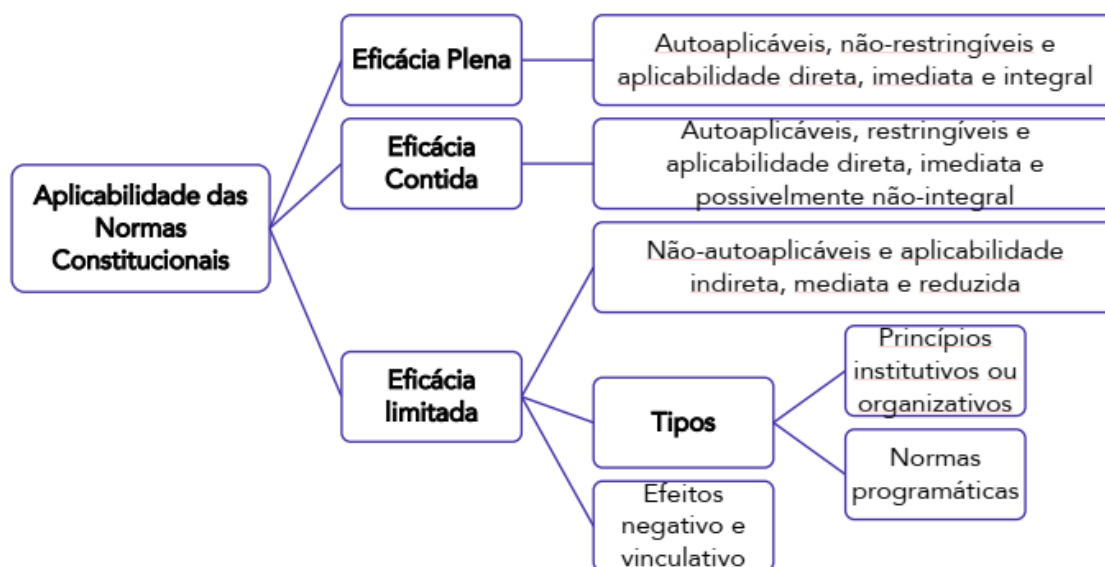 Eficácia Plena
Autoaplicáveis, não-restringíveis e
aplicabilidade direta, imediata e integral
Eficácia
Contida
Autoaplicáveis, restringíveis e
aplicabilidade direta, imediata e
possivelmente não-integral
Aplicabilidade das
Normas
Constitucionais
Não-autoaplicáveis e aplicabilidade
indireta, mediata e reduzida
Eficácia
limitada
Tipos
Princípios
institutivos ou
organizativos
Normas
programáticas
Efeitos
negativo e
vinculativo